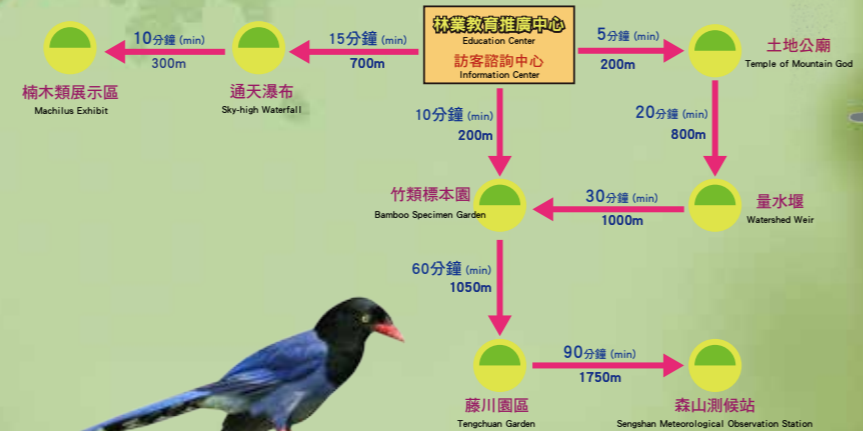 林業教育推廣中心
Education Center
訪客諮詢中心
Information Center
10分鐘 (min)
300m
15分鐘 (min)
700m
5分鐘 (min)
200m
楠木類展示區
Machilus Exhibit
通天瀑布
Sky-high Waterfall
土地公廟
Temple of Mountain God
10分鐘 (min)
200m
20分鐘 (min)
800m
竹類標本園
Bamboo Specimen Garden
30分鐘 (min)
1000m
量水堰
Watershed Weir
60分鐘 (min)
1050m
90分鐘 (min)
1750m
藤川園區
Tengchuan Garden
森山測候站
Sengshan Meteorological Observation Station